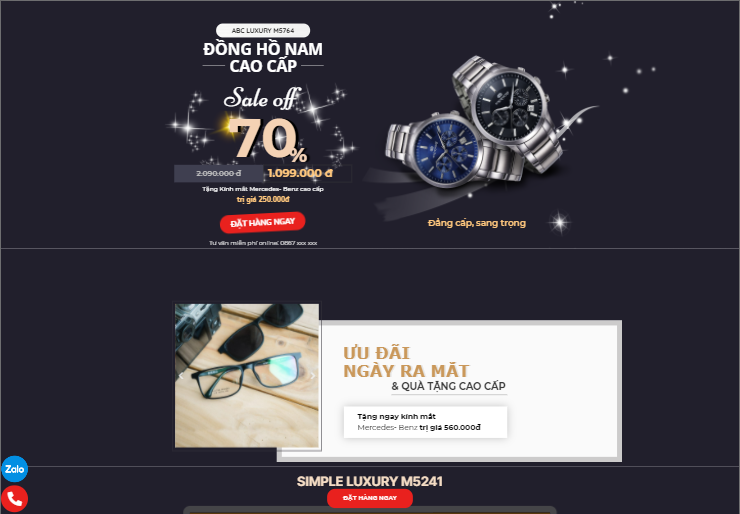 ABC LUXURY M5764
ĐỒNG HỒ NAM
CAO CẤP
Sale off
70%
2.090.000 đ 1.099.000 đ
Tặng Kính mắt Mercedes- Benz cao cấp
trị giá 250.000đ
ĐẶT HÀNG NGAY
Tư vấn miễn phí online: 0867 xxx xxx
Đẳng cấp, sang trọng
ƯU ĐÃI
NGÀY RA MẮT
& QUÀ TẶNG CAO CẤP
Tặng ngay kính mắt
Mercedes- Benz trị giá 560.000đ
Zalo
SIMPLE LUXURY M5241
ĐẶT HÀNG NGAY